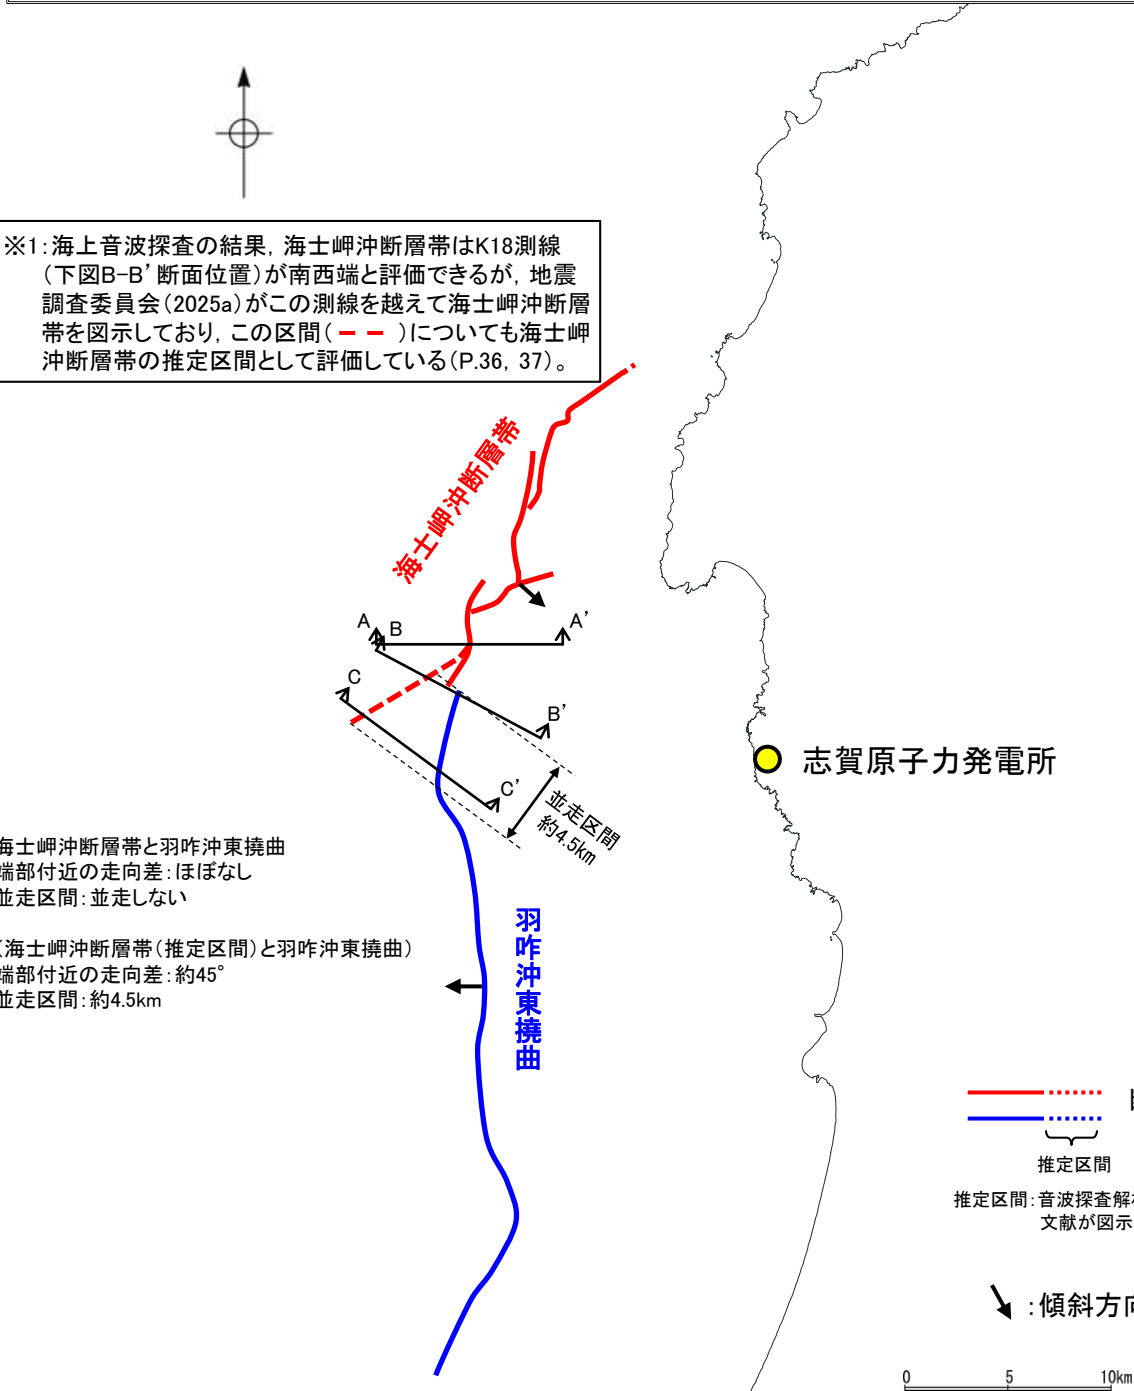 ※1:海上音波探査の結果, 海士岬沖断層帯はK18測線
(下図B-B’断面位置)が南西端と評価できるが, 地震
調査委員会(2025a)がこの測線を越えて海士岬沖断層
帯を図示しており, この区間( )についても海士岬
沖断層帯の推定区間として評価している(P.36, 37)。
海士岬沖断層帯
A
B
A’
C
B’
C’
並走区間
約4.5km
志賀原子力発電所
海士岬沖断層帯と羽咋沖東撓曲
端部付近の走向差:ほぼなし
並走区間:並走しない
(海士岬沖断層帯(推定区間)と羽咋沖東撓曲)
端部付近の走向差:約45°
並走区間:約4.5km
羽咋沖東撓曲
推定区間
推定区間:音波探査解
文献が図示
:傾斜方向
0 5 10km